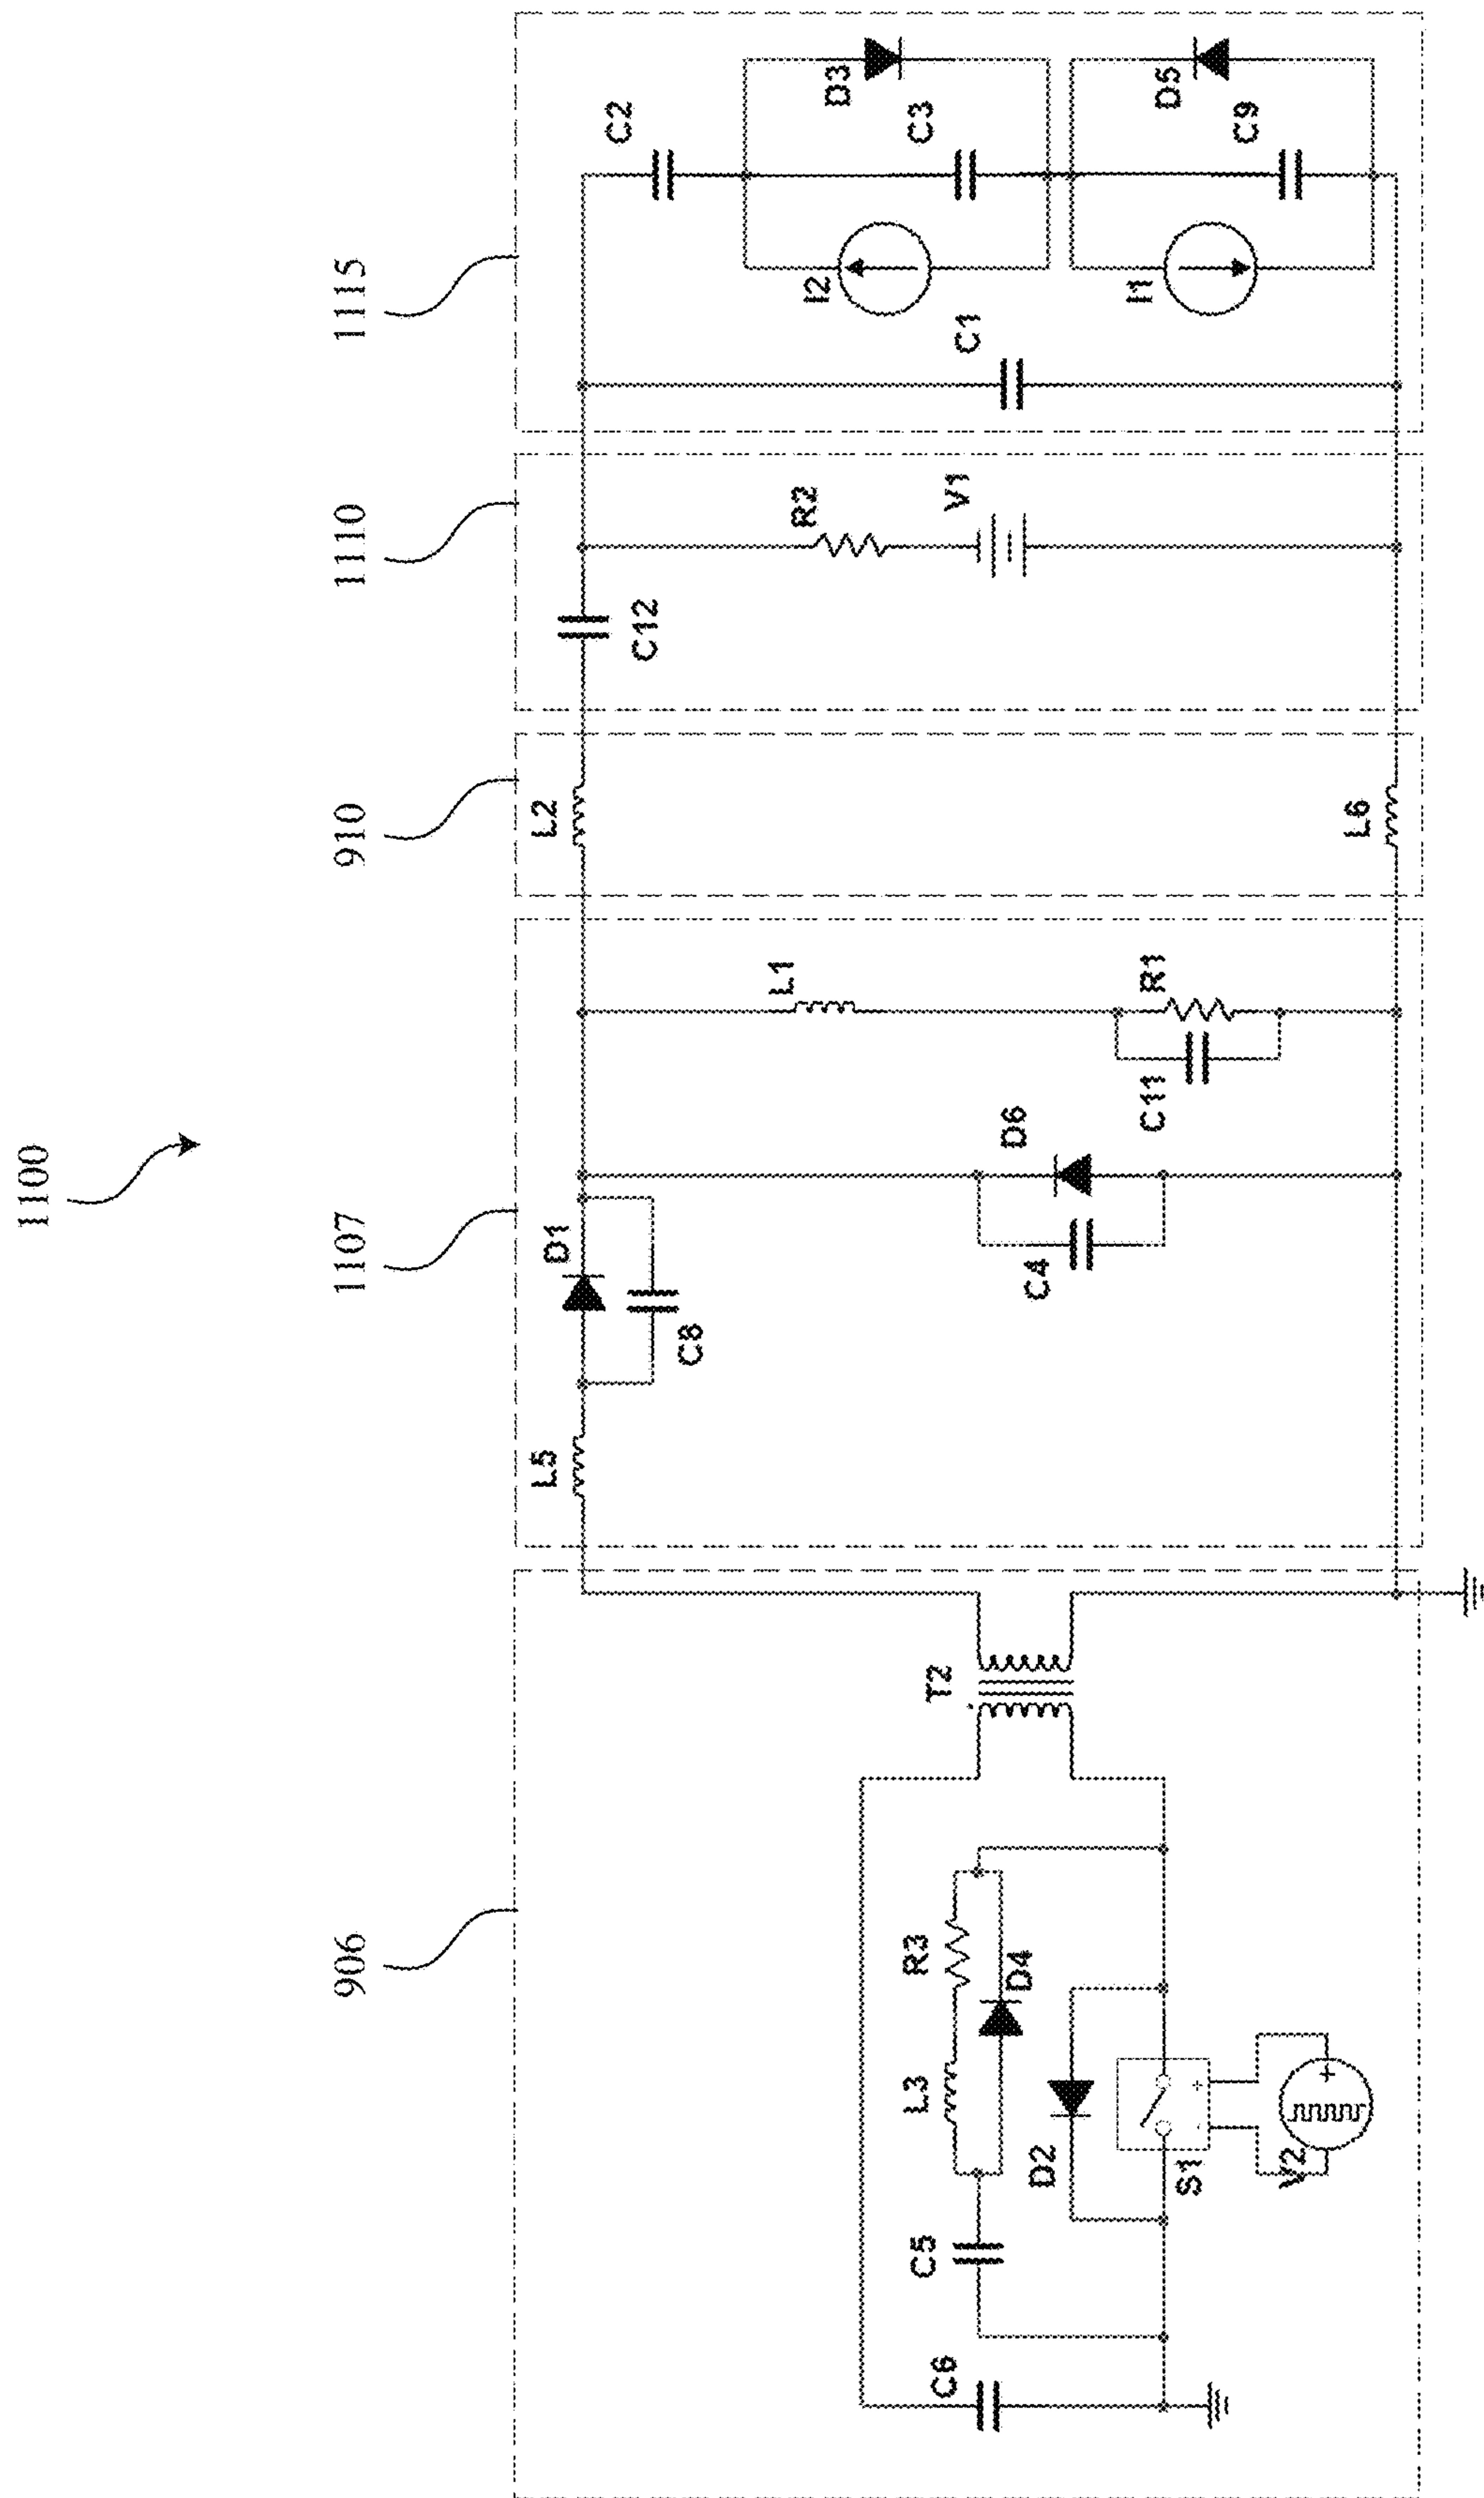 1100
906
1107
910
1110
1115
C6
C5
L3
R3
D4
D2
S1
V2
T2
L5
D1
C8
C4
D6
C11
R1
L1
L2
L6
C12
R2
V1
C1
I2
I1
C2
C3
D3
C9
D5